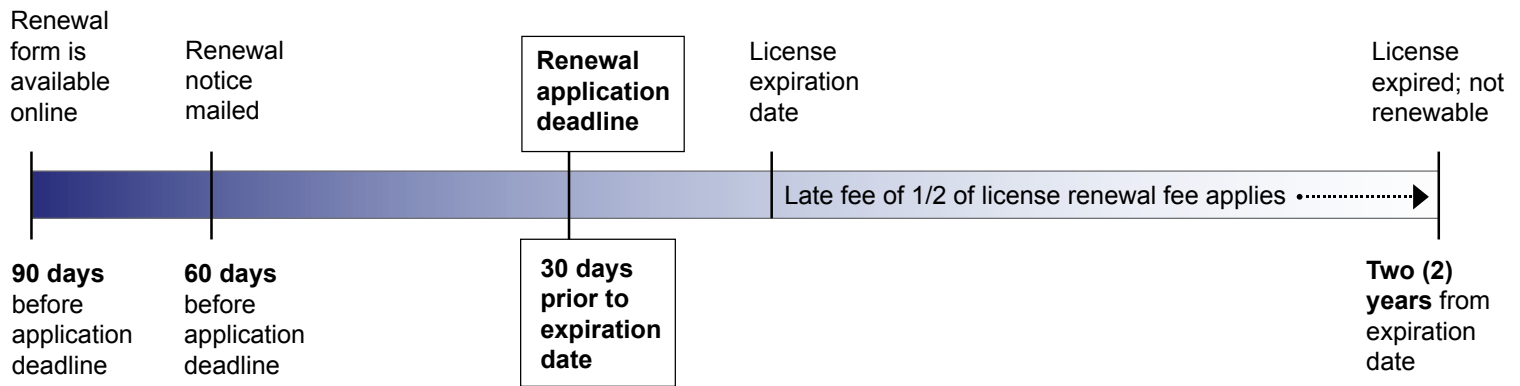 Renewal
form is
available
online
Renewal
notice
mailed
Renewal
application
deadline
License
expiration
date
License
expired; not
renewable
Late fee of 1/2 of license renewal fee applies
90 days
before
application
deadline
60 days
before
application
deadline
30 days
prior to
expiration
date
Two (2)
years from
expiration
date